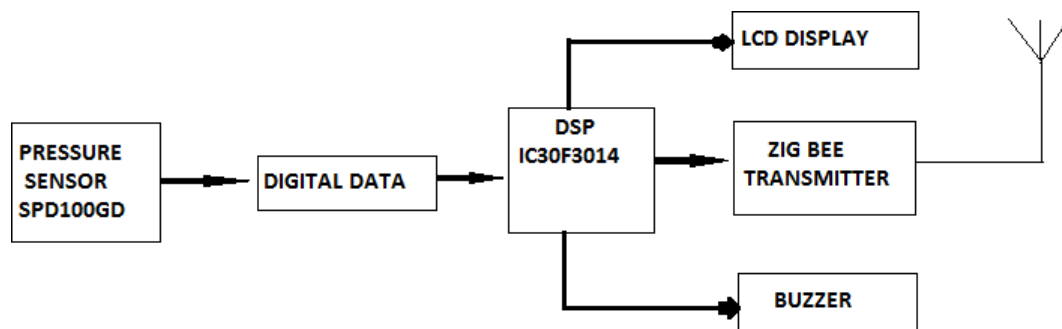 PRESSURE
SENSOR
SPD100GD
DIGITAL DATA
DSP
IC30F3014
LCD DISPLAY
ZIG BEE
TRANSMITTER
BUZZER